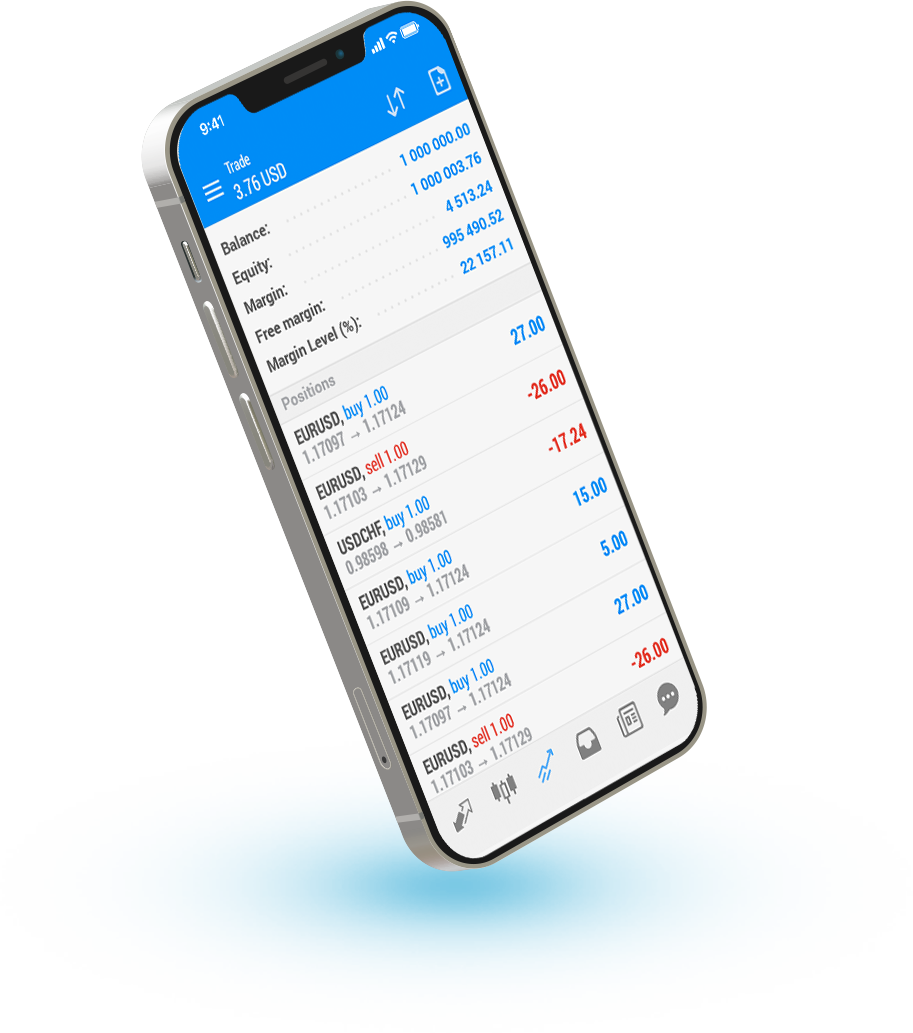 9:41
Trade
3.76 USD
Balance: 1 000 000.00
Equity: 1 000 003.76
Margin: 4 513.24
Free margin: 995 490.52
Margin Level (%): 22 157.11
Positions
EURUSD, buy 1.00
1.17097 → 1.17124 27.00
EURUSD, sell 1.00
1.17103 → 1.17129 -26.00
USDCHF, buy 1.00
0.98598 → 0.98581 -17.24
EURUSD, buy 1.00
1.17109 → 1.17124 15.00
EURUSD, buy 1.00
1.17119 → 1.17124 5.00
EURUSD, buy 1.00
1.17097 → 1.17124 27.00
EURUSD, sell 1.00
1.17103 → 1.17129 -26.00